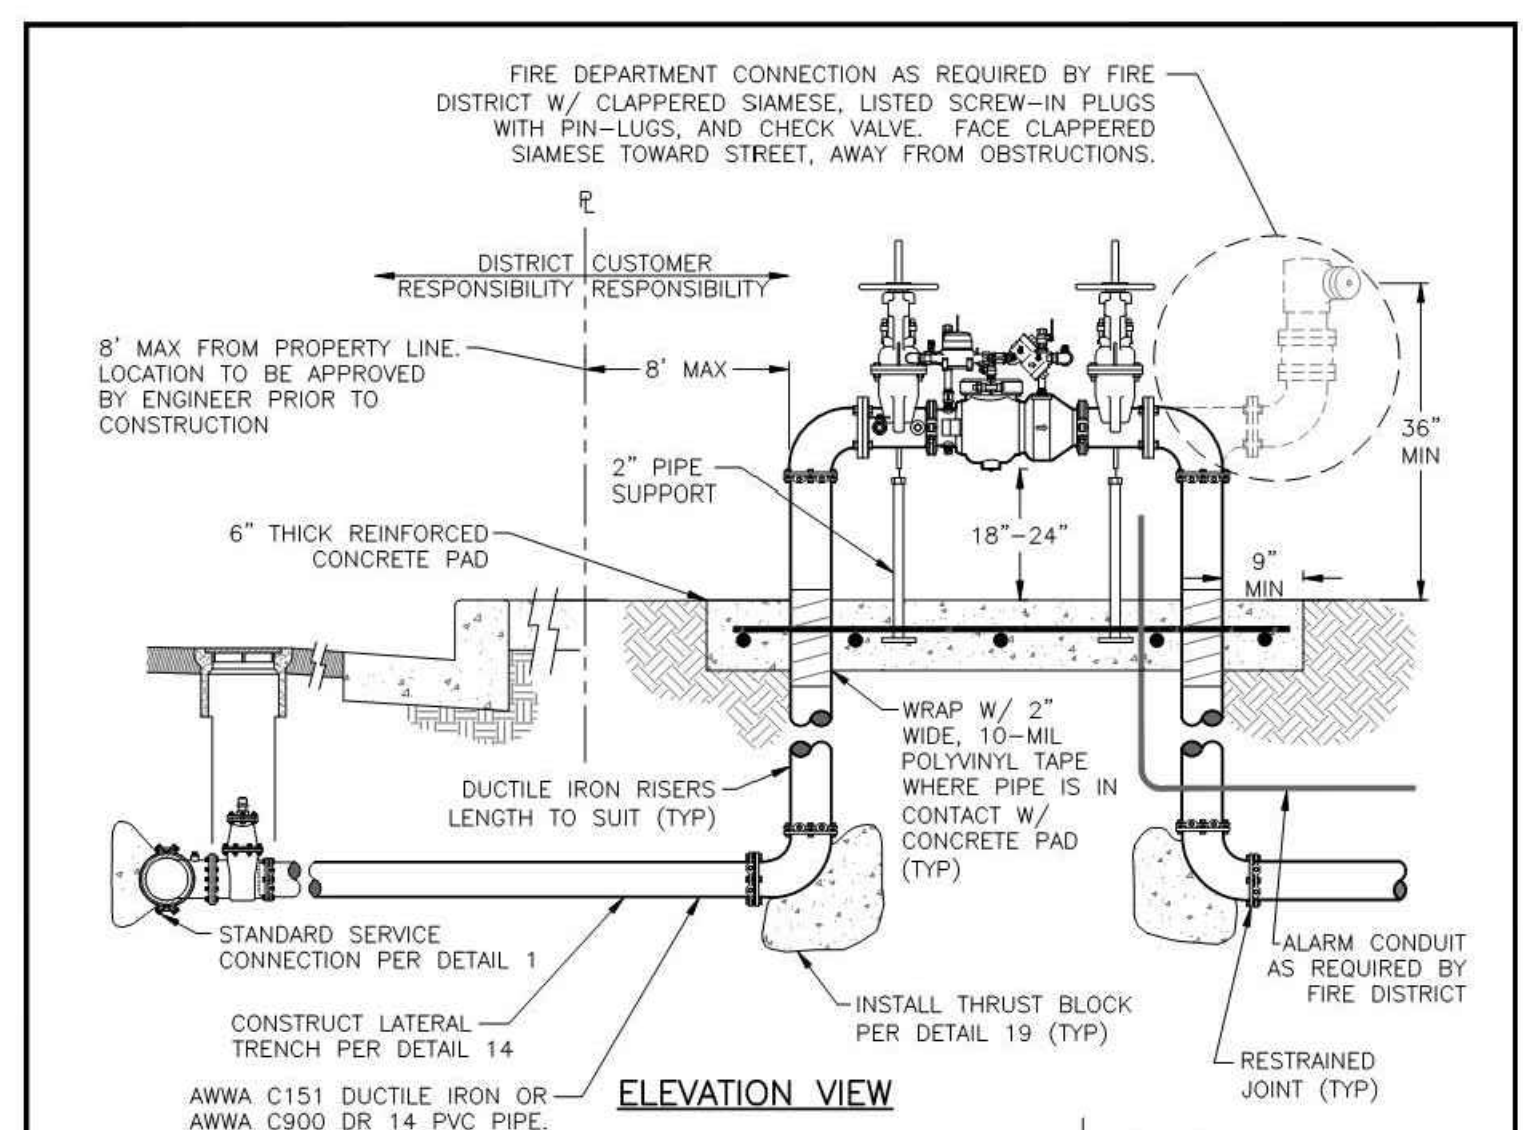 FIRE DEPARTMENT CONNECTION AS REQUIRED BY FIRE
DISTRICT W/ CLAPPERED SIAMESE, LISTED SCREW-IN PLUGS
WITH PIN-LUGS, AND CHECK VALVE. FACE CLAPPERED
SIAMESE TOWARD STREET, AWAY FROM OBSTRUCTIONS.
PL
DISTRICT
RESPONSIBILITY
CUSTOMER
RESPONSIBILITY
8' MAX FROM PROPERTY LINE.
LOCATION TO BE APPROVED
BY ENGINEER PRIOR TO
CONSTRUCTION
8' MAX
36"
MIN
2" PIPE
SUPPORT
6" THICK REINFORCED
CONCRETE PAD
18"-24"
9"
MIN
WRAP W/ 2"
WIDE, 10-MIL
POLYVINYL TAPE
WHERE PIPE IS IN
CONTACT W/
CONCRETE PAD
(TYP)
DUCTILE IRON RISERS
LENGTH TO SUIT (TYP)
STANDARD SERVICE
CONNECTION PER DETAIL 1
ALARM CONDUIT
AS REQUIRED BY
FIRE DISTRICT
CONSTRUCT LATERAL
TRENCH PER DETAIL 14
INSTALL THRUST BLOCK
PER DETAIL 19 (TYP)
RESTRAINED
JOINT (TYP)
AWWA C151 DUCTILE IRON OR
AWWA C900 DR 14 PVC PIPE.
ELEVATION VIEW